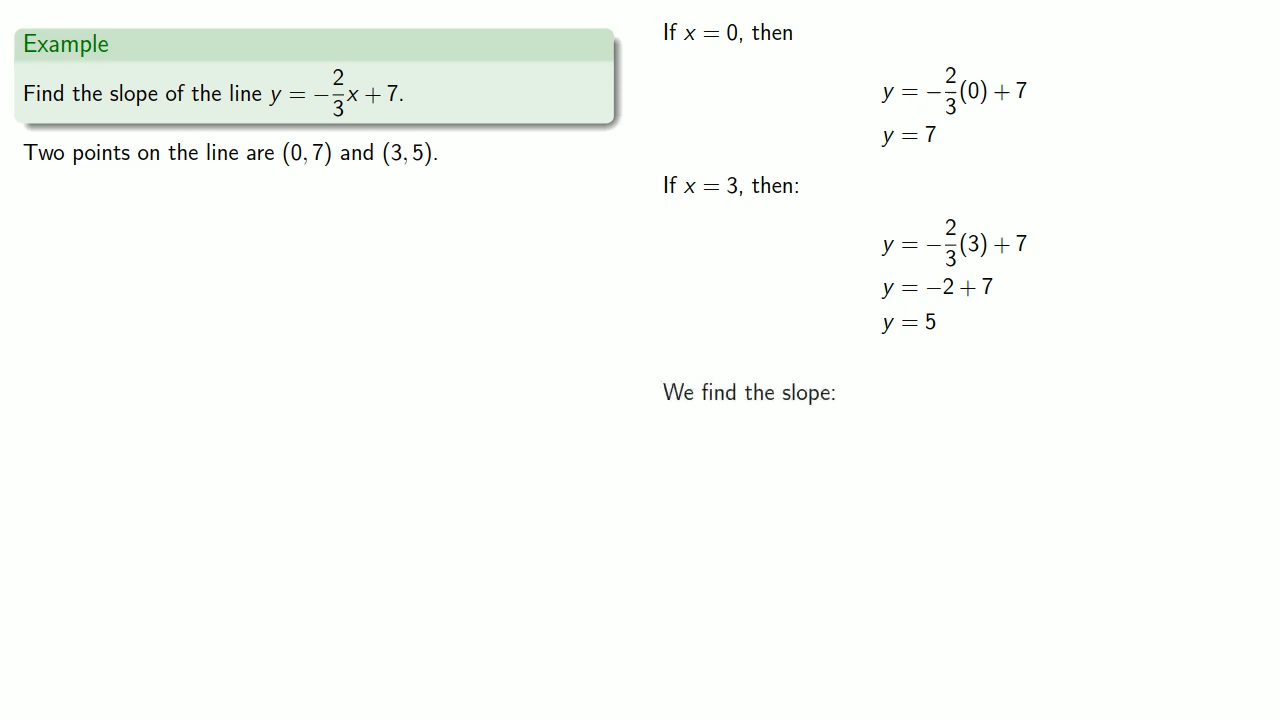 Example
Find the slope of the line y = −2/3x + 7.
Two points on the line are (0, 7) and (3, 5).
If x = 0, then
y = −2/3(0) + 7
y = 7
If x = 3, then:
y = −2/3(3) + 7
y = −2 + 7
y = 5
We find the slope: